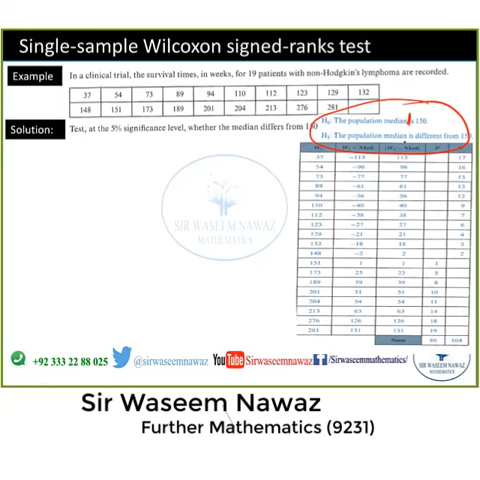 Single-sample Wilcoxon signed-ranks test
Example
In a clinical trial, the survival times, in weeks, for 19 patients with non-Hodgkin's lymphoma are recorded.
37 54 73 89 94 110 112 123 129 132
148 151 173 189 201 204 213 276 281
Solution:
Test, at the 5% significance level, whether the median differs from 150
H₀: The population median is 150.
H₁: The population median is different from 150.
− Med. − Med. P
37 −113 113 17
54 −96 96 16
73 −77 77 15
89 −61 61 13
94 −56 56 12
110 −40 40 9
112 −38 38 7
123 −27 27 6
129 −21 21 4
132 −18 18 3
148 −2 2 2
151 1 1 1
173 23 23 5
189 39 39 8
201 51 51 10
204 54 54 11
213 63 63 14
276 126 126 18
281 131 131 19
Sum 86 104
SIR WASEEM NAWAZ
MATHEMATICS
+92 333 22 88 025
@sirwaseemnawaz
YouTube
Sirwaseemnawaz
/Sirwaseemmathematics/
SIR WASEEM NAWAZ
MATHEMATICS
Sir Waseem Nawaz
Further Mathematics (9231)